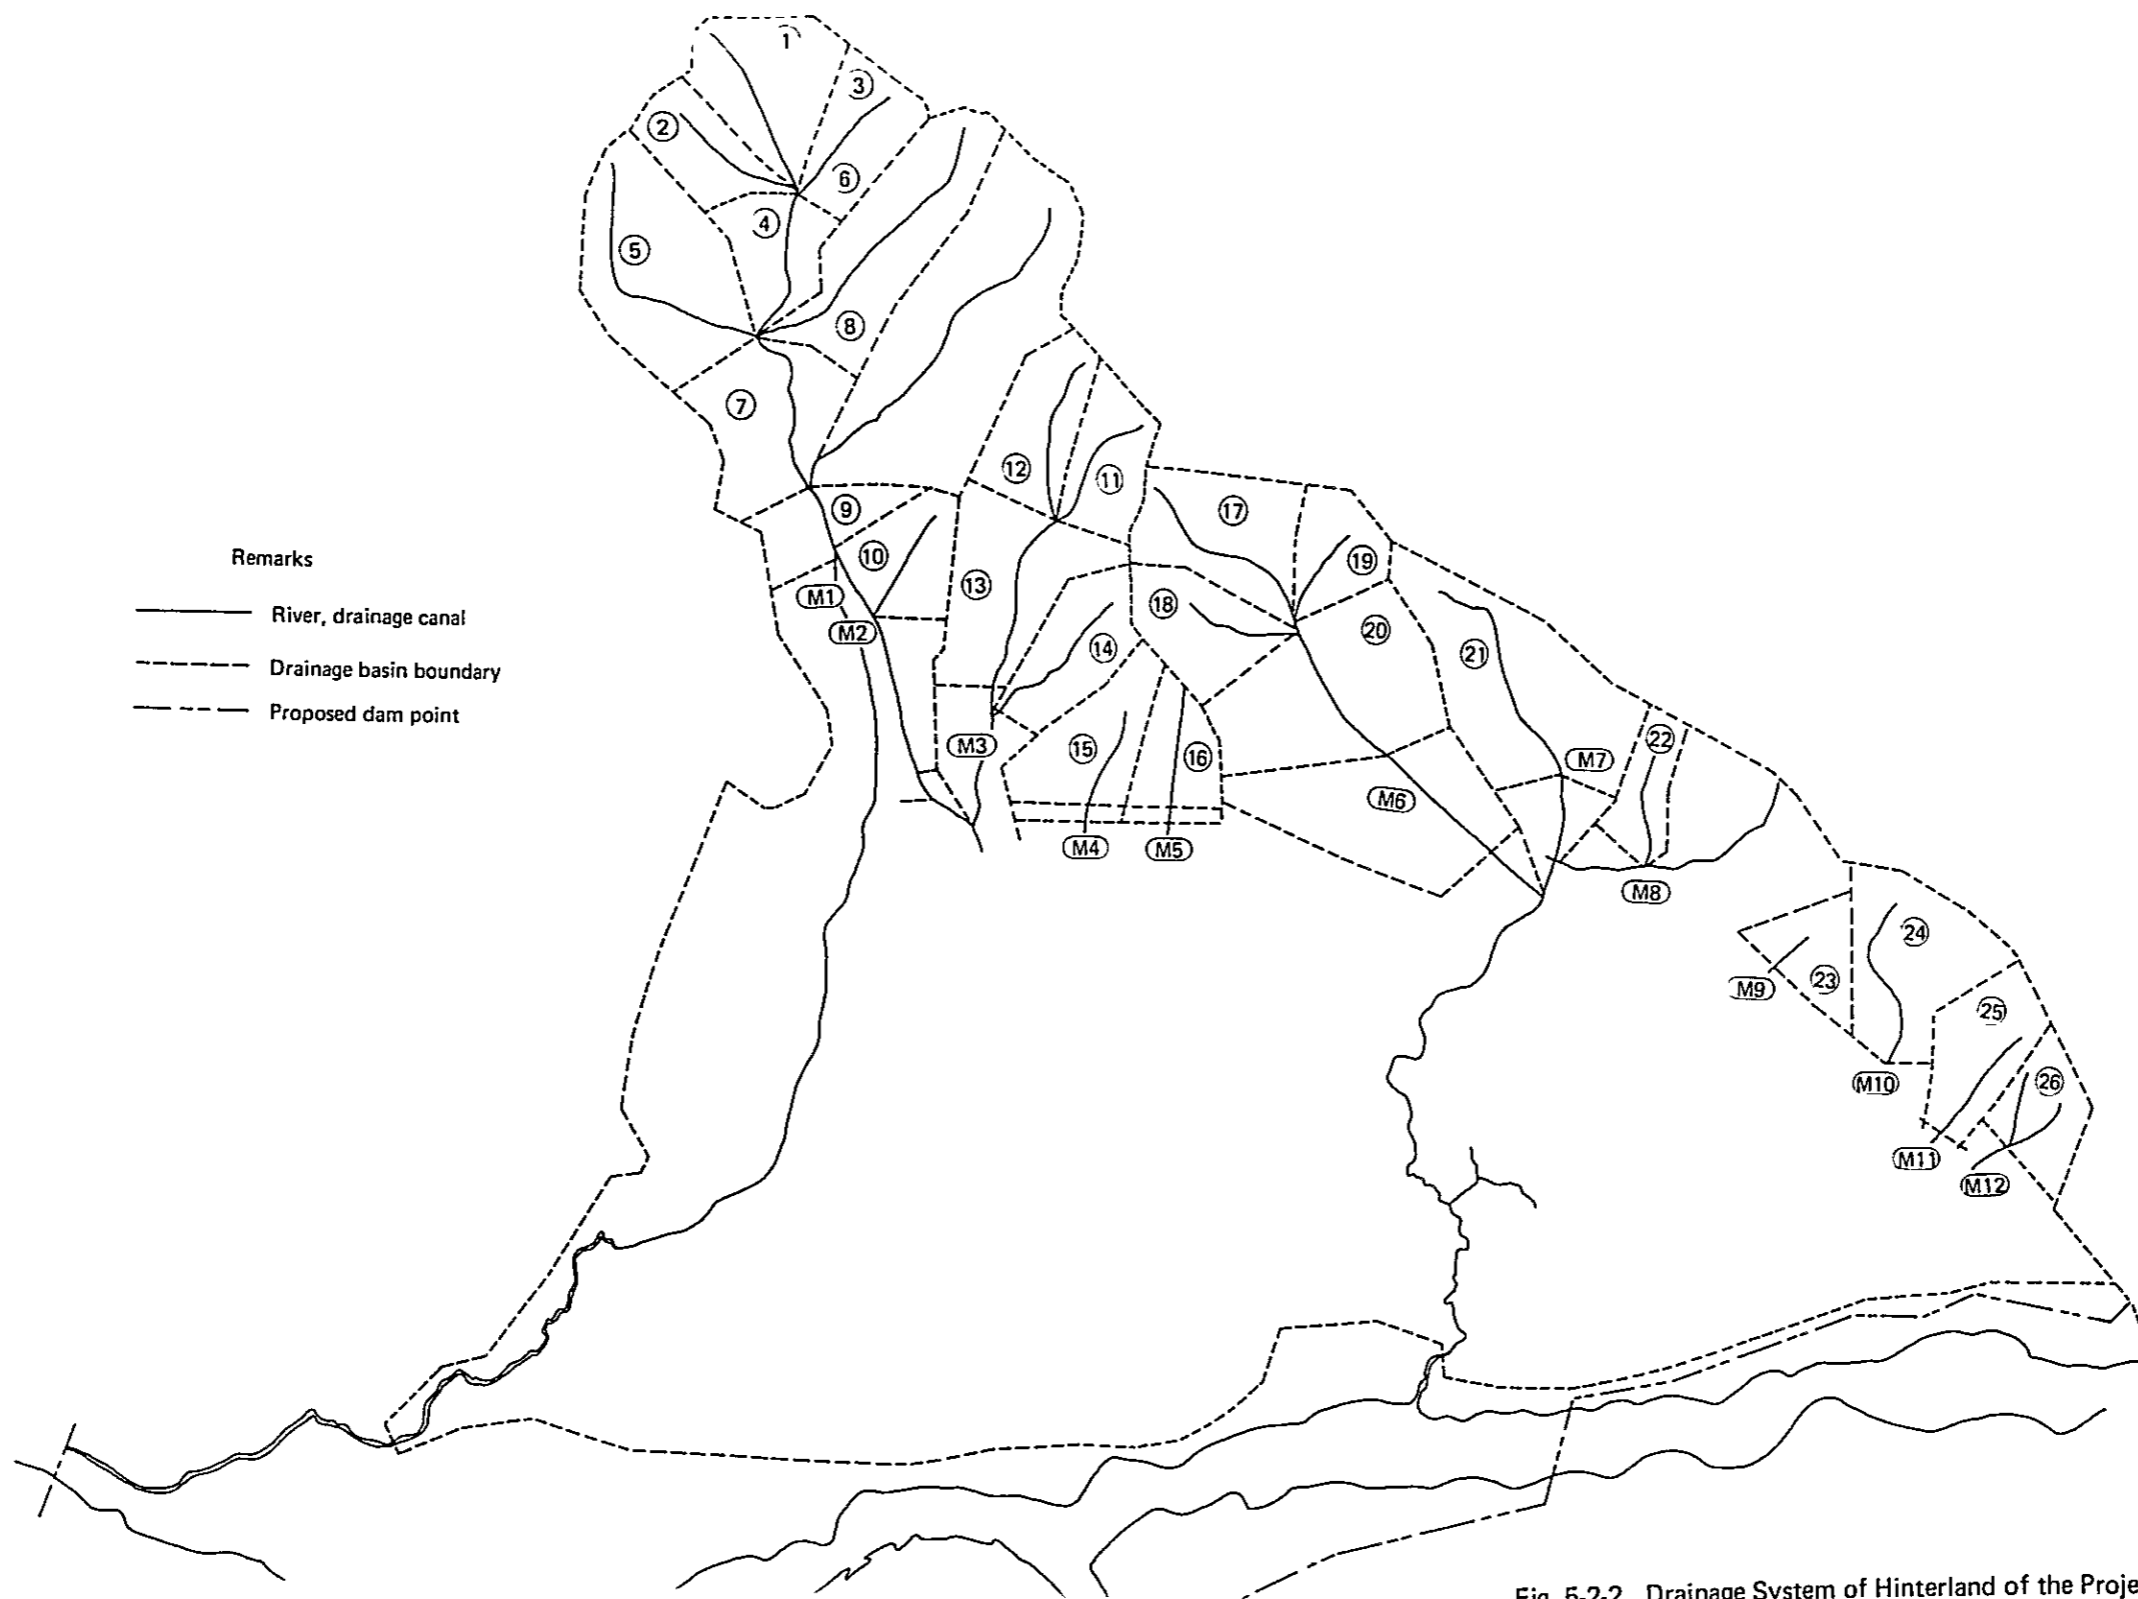 1
3
2
6
4
5
8
7
12
11
9
17
10
19
13
M1
18
M2
20
14
21
M3
15
16
22
M7
M6
M4
M5
M8
24
23
M9
25
M10
26
M11
M12
Remarks
River, drainage canal
Drainage basin boundary
Proposed dam point
Fig. 5-2-2 Drainage System of Hinterland of the Proje